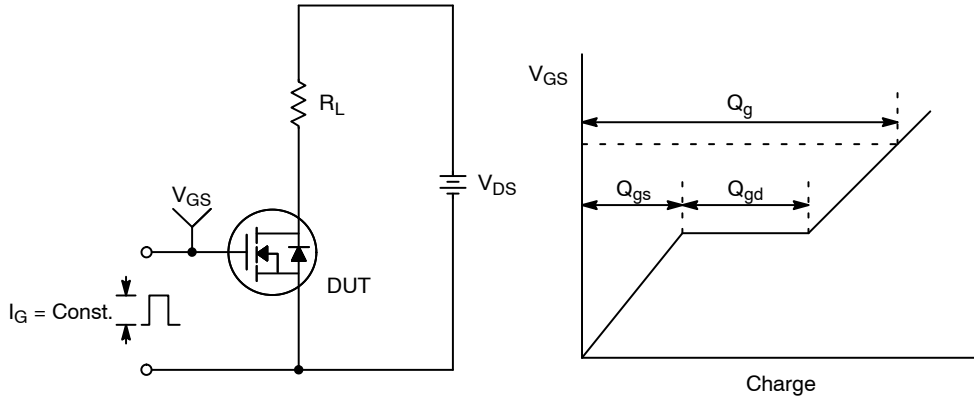 R_L
V_GS
V_DS
DUT
I_G = Const.
V_GS
Q_g
Q_gs
Q_gd
Charge